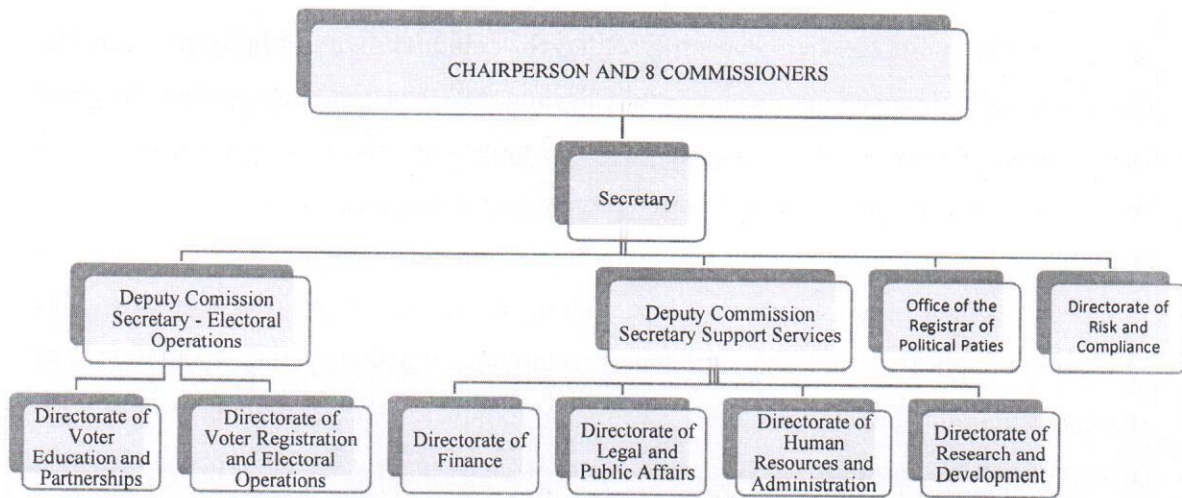 CHAIRPERSON AND 8 COMMISSIONERS
Secretary
Deputy Comission
Secretary - Electoral
Operations
Deputy Commission
Secretary Support Services
Office of the
Registrar of
Political Paties
Directorate of
Risk and
Compliance
Directorate of
Voter
Education and
Partnerships
Directorate of
Voter Registration
and Electoral
Operations
Directorate of
Finance
Directorate of
Legal and
Public Affairs
Directorate of
Human
Resources and
Administration
Directorate of
Research and
Development